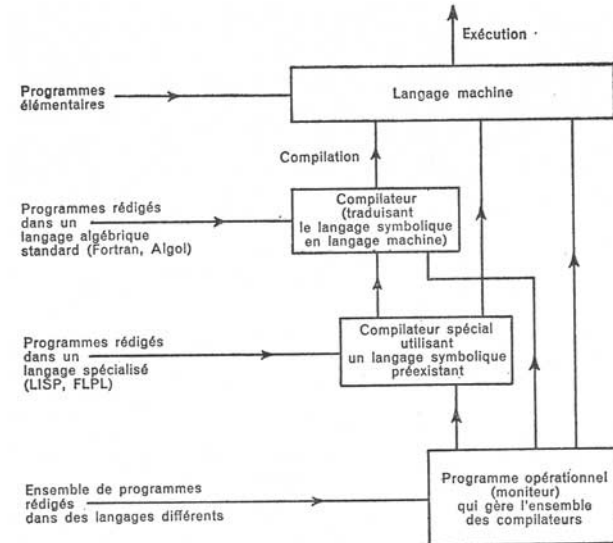 Exécution
Programmes
élémentaires
Langage machine
Compilation
Programmes rédigés
dans un
langage algébrique
standard (Fortran, Algol)
Compilateur
(traduisant
le langage symbolique
en langage machine)
Programmes rédigés
dans un
langage spécialisé
(LISP, FLPL)
Compilateur spécial
utilisant
un langage symbolique
préexistant
Ensemble de programmes
rédigés
dans des langages différents
Programme opérationnel
(moniteur)
qui gère l'ensemble
des compilateurs